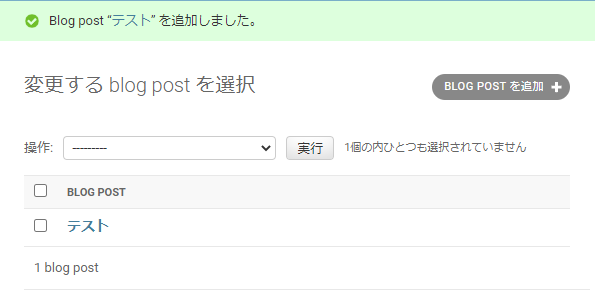 Blog post “テスト” を追加しました。
変更する blog post を選択
BLOG POST を追加 +
操作: --------- 実行 1個の内ひとつも選択されていません
BLOG POST
テスト
1 blog post